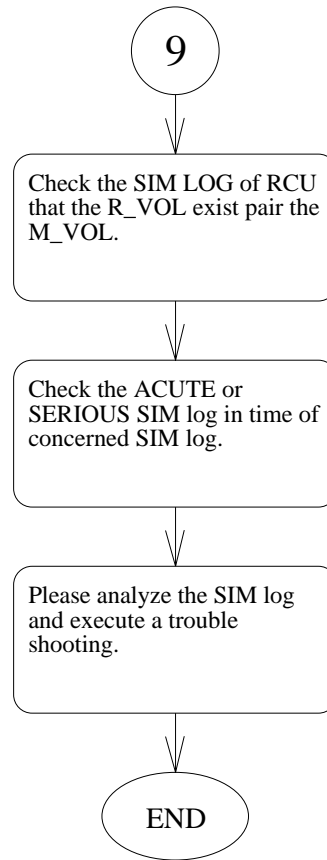 9
Check the SIM LOG of RCU
that the R_VOL exist pair the
M_VOL.
Check the ACUTE or
SERIOUS SIM log in time of
concerned SIM log.
Please analyze the SIM log
and execute a trouble
shooting.
END